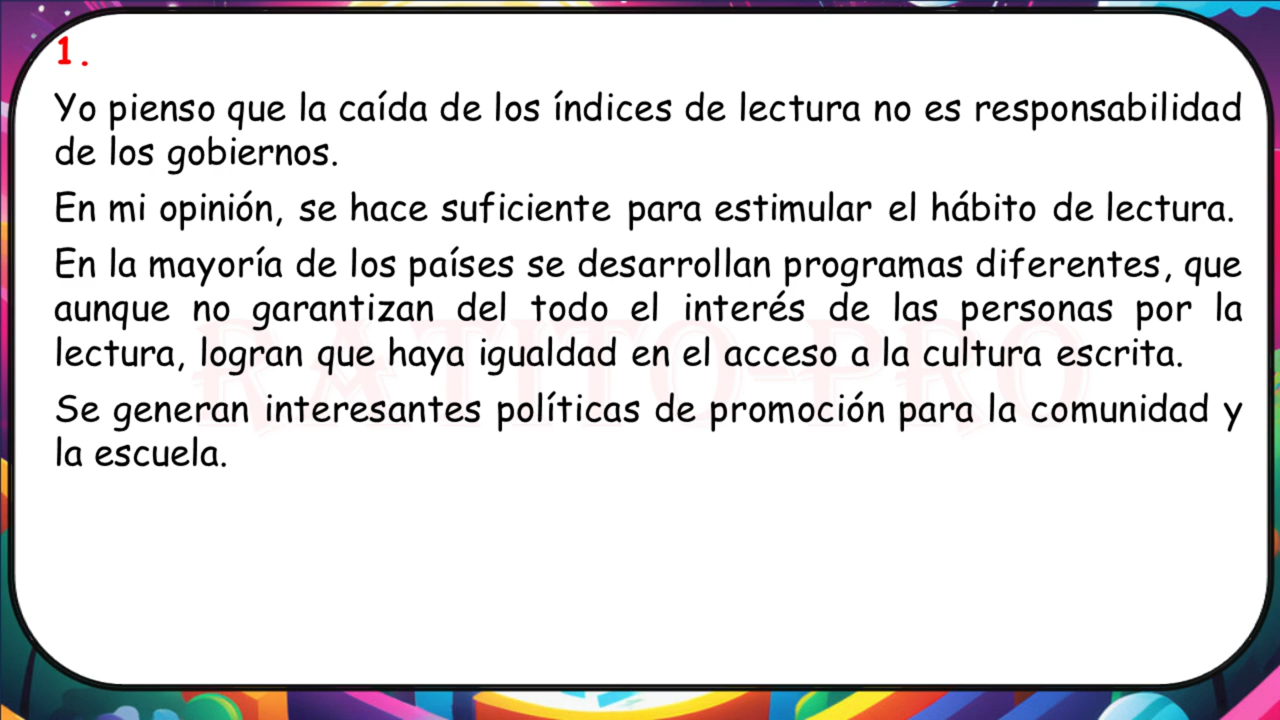 1.
Yo pienso que la caída de los índices de lectura no es responsabilidad
de los gobiernos.
En mi opinión, se hace suficiente para estimular el hábito de lectura.
En la mayoría de los países se desarrollan programas diferentes, que
aunque no garantizan del todo el interés de las personas por la
lectura, logran que haya igualdad en el acceso a la cultura escrita.
Se generan interesantes políticas de promoción para la comunidad y
la escuela.
RATITO-PRO